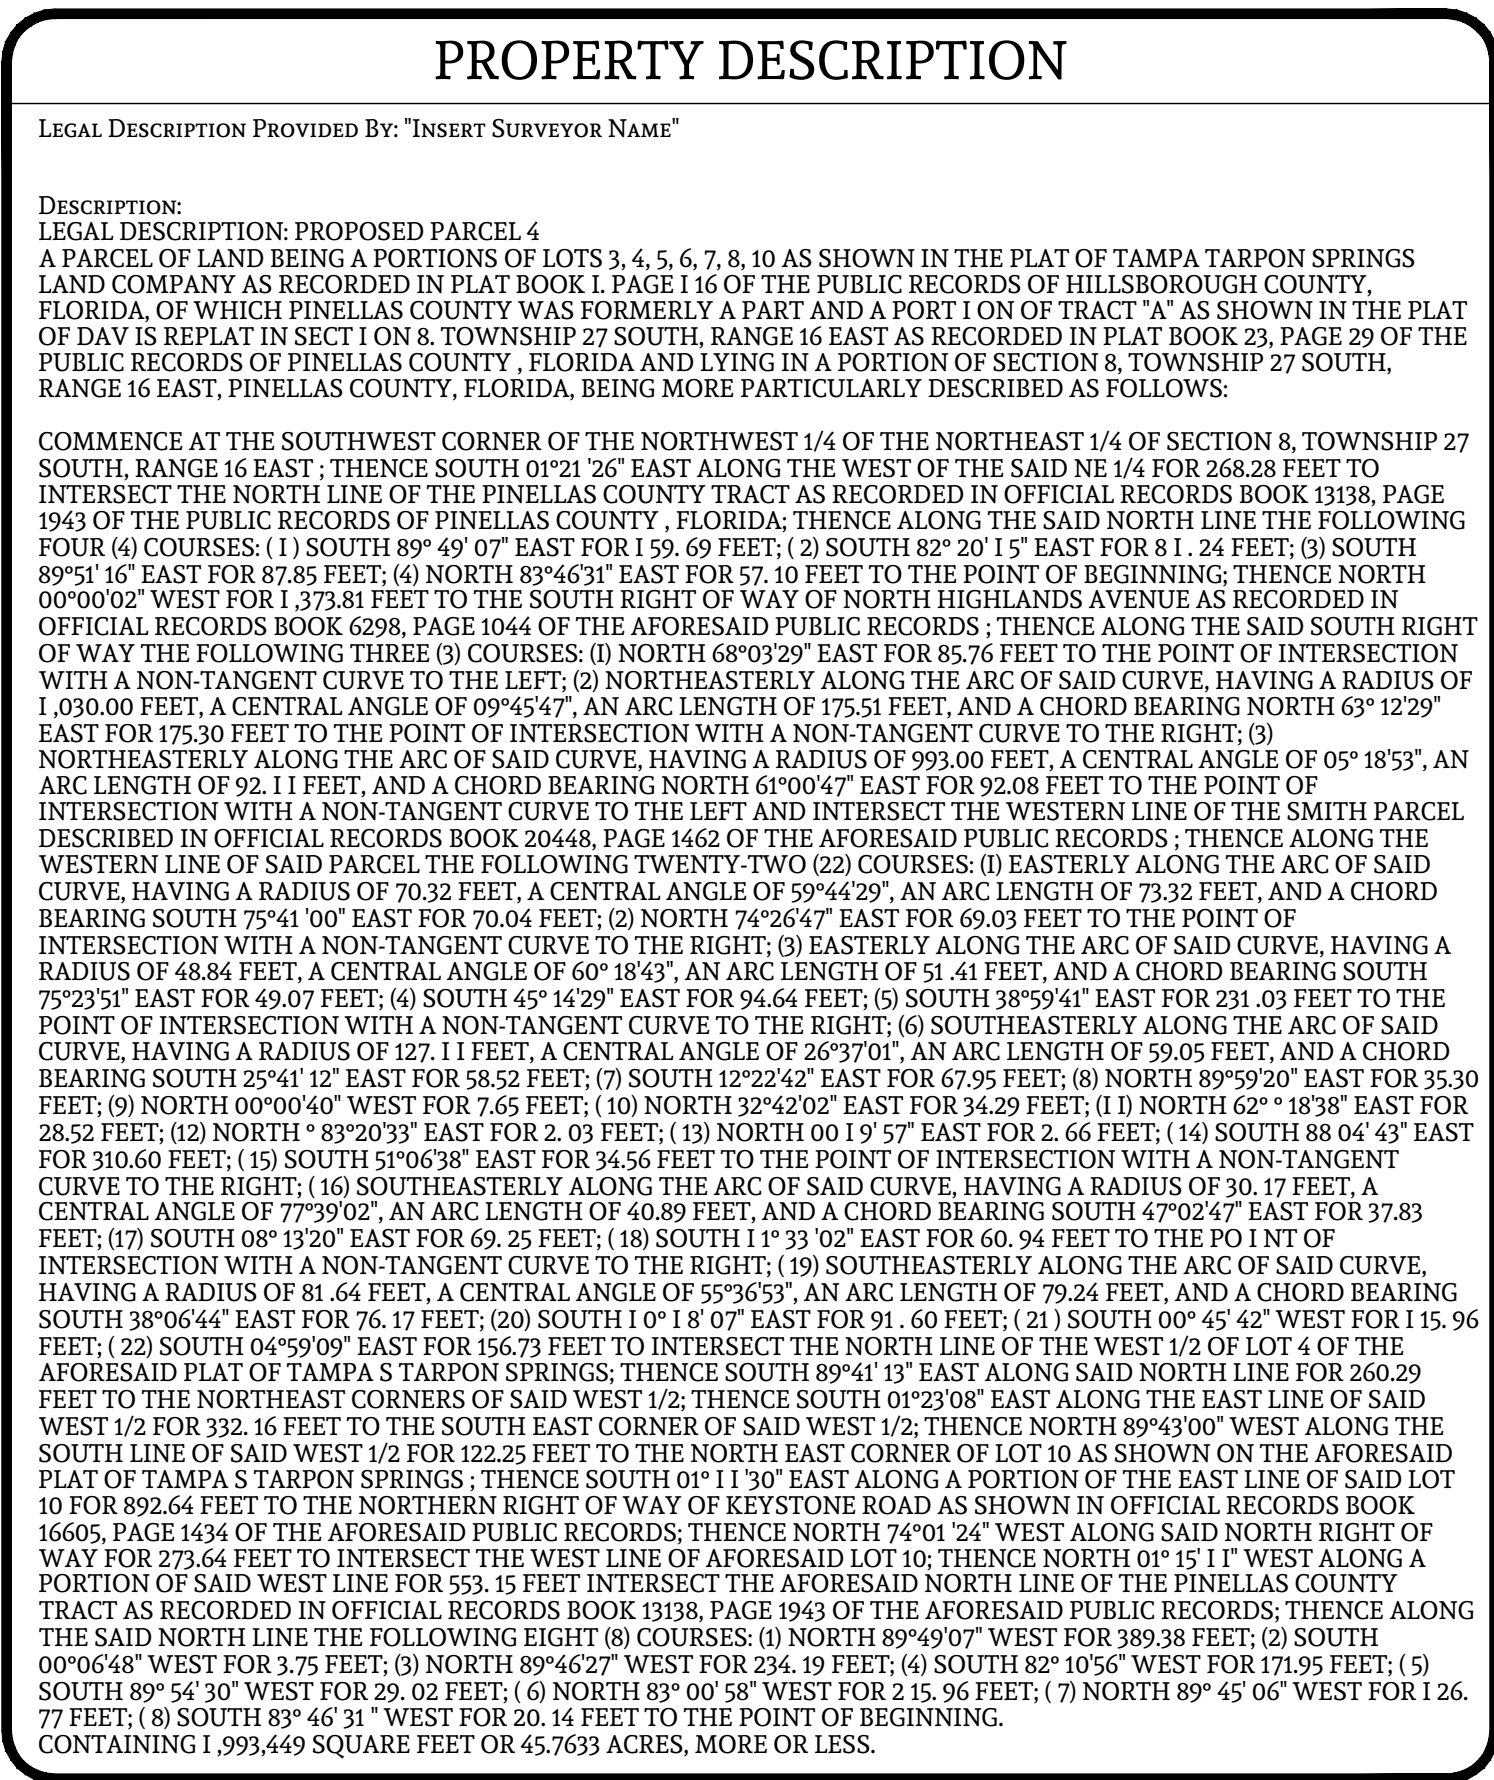 PROPERTY DESCRIPTION
Legal Description Provided By: "Insert Surveyor Name"
Description:
LEGAL DESCRIPTION: PROPOSED PARCEL 4
A PARCEL OF LAND BEING A PORTIONS OF LOTS 3, 4, 5, 6, 7, 8, 10 AS SHOWN IN THE PLAT OF TAMPA TARPON SPRINGS
LAND COMPANY AS RECORDED IN PLAT BOOK I. PAGE I 16 OF THE PUBLIC RECORDS OF HILLSBOROUGH COUNTY,
FLORIDA, OF WHICH PINELLAS COUNTY WAS FORMERLY A PART AND A PORT I ON OF TRACT "A" AS SHOWN IN THE PLAT
OF DAV IS REPLAT IN SECT I ON 8. TOWNSHIP 27 SOUTH, RANGE 16 EAST AS RECORDED IN PLAT BOOK 23, PAGE 29 OF THE
PUBLIC RECORDS OF PINELLAS COUNTY , FLORIDA AND LYING IN A PORTION OF SECTION 8, TOWNSHIP 27 SOUTH,
RANGE 16 EAST, PINELLAS COUNTY, FLORIDA, BEING MORE PARTICULARLY DESCRIBED AS FOLLOWS:
COMMENCE AT THE SOUTHWEST CORNER OF THE NORTHWEST 1/4 OF THE NORTHEAST 1/4 OF SECTION 8, TOWNSHIP 27
SOUTH, RANGE 16 EAST ; THENCE SOUTH 01°21 '26" EAST ALONG THE WEST OF THE SAID NE 1/4 FOR 268.28 FEET TO
INTERSECT THE NORTH LINE OF THE PINELLAS COUNTY TRACT AS RECORDED IN OFFICIAL RECORDS BOOK 13138, PAGE
1943 OF THE PUBLIC RECORDS OF PINELLAS COUNTY , FLORIDA; THENCE ALONG THE SAID NORTH LINE THE FOLLOWING
FOUR (4) COURSES: ( I ) SOUTH 89° 49' 07" EAST FOR I 59. 69 FEET; ( 2) SOUTH 82° 20' I 5" EAST FOR 8 I . 24 FEET; (3) SOUTH
89°51' 16" EAST FOR 87.85 FEET; (4) NORTH 83°46'31" EAST FOR 57. 10 FEET TO THE POINT OF BEGINNING; THENCE NORTH
00°00'02" WEST FOR I ,373.81 FEET TO THE SOUTH RIGHT OF WAY OF NORTH HIGHLANDS AVENUE AS RECORDED IN
OFFICIAL RECORDS BOOK 6298, PAGE 1044 OF THE AFORESAID PUBLIC RECORDS ; THENCE ALONG THE SAID SOUTH RIGHT
OF WAY THE FOLLOWING THREE (3) COURSES: (I) NORTH 68°03'29" EAST FOR 85.76 FEET TO THE POINT OF INTERSECTION
WITH A NON-TANGENT CURVE TO THE LEFT; (2) NORTHEASTERLY ALONG THE ARC OF SAID CURVE, HAVING A RADIUS OF
I ,030.00 FEET, A CENTRAL ANGLE OF 09°45'47", AN ARC LENGTH OF 175.51 FEET, AND A CHORD BEARING NORTH 63° 12'29"
EAST FOR 175.30 FEET TO THE POINT OF INTERSECTION WITH A NON-TANGENT CURVE TO THE RIGHT; (3)
NORTHEASTERLY ALONG THE ARC OF SAID CURVE, HAVING A RADIUS OF 993.00 FEET, A CENTRAL ANGLE OF 05° 18'53", AN
ARC LENGTH OF 92. I I FEET, AND A CHORD BEARING NORTH 61°00'47" EAST FOR 92.08 FEET TO THE POINT OF
INTERSECTION WITH A NON-TANGENT CURVE TO THE LEFT AND INTERSECT THE WESTERN LINE OF THE SMITH PARCEL
DESCRIBED IN OFFICIAL RECORDS BOOK 20448, PAGE 1462 OF THE AFORESAID PUBLIC RECORDS ; THENCE ALONG THE
WESTERN LINE OF SAID PARCEL THE FOLLOWING TWENTY-TWO (22) COURSES: (I) EASTERLY ALONG THE ARC OF SAID
CURVE, HAVING A RADIUS OF 70.32 FEET, A CENTRAL ANGLE OF 59°44'29", AN ARC LENGTH OF 73.32 FEET, AND A CHORD
BEARING SOUTH 75°41 '00" EAST FOR 70.04 FEET; (2) NORTH 74°26'47" EAST FOR 69.03 FEET TO THE POINT OF
INTERSECTION WITH A NON-TANGENT CURVE TO THE RIGHT; (3) EASTERLY ALONG THE ARC OF SAID CURVE, HAVING A
RADIUS OF 48.84 FEET, A CENTRAL ANGLE OF 60° 18'43", AN ARC LENGTH OF 51 .41 FEET, AND A CHORD BEARING SOUTH
75°23'51" EAST FOR 49.07 FEET; (4) SOUTH 45° 14'29" EAST FOR 94.64 FEET; (5) SOUTH 38°59'41" EAST FOR 231 .03 FEET TO THE
POINT OF INTERSECTION WITH A NON-TANGENT CURVE TO THE RIGHT; (6) SOUTHEASTERLY ALONG THE ARC OF SAID
CURVE, HAVING A RADIUS OF 127. I I FEET, A CENTRAL ANGLE OF 26°37'01", AN ARC LENGTH OF 59.05 FEET, AND A CHORD
BEARING SOUTH 25°41' 12" EAST FOR 58.52 FEET; (7) SOUTH 12°22'42" EAST FOR 67.95 FEET; (8) NORTH 89°59'20" EAST FOR 35.30
FEET; (9) NORTH 00°00'40" WEST FOR 7.65 FEET; ( 10) NORTH 32°42'02" EAST FOR 34.29 FEET; (I I) NORTH 62° ° 18'38" EAST FOR
28.52 FEET; (12) NORTH ° 83°20'33" EAST FOR 2. 03 FEET; ( 13) NORTH 00 I 9' 57" EAST FOR 2. 66 FEET; ( 14) SOUTH 88 04' 43" EAST
FOR 310.60 FEET; ( 15) SOUTH 51°06'38" EAST FOR 34.56 FEET TO THE POINT OF INTERSECTION WITH A NON-TANGENT
CURVE TO THE RIGHT; ( 16) SOUTHEASTERLY ALONG THE ARC OF SAID CURVE, HAVING A RADIUS OF 30. 17 FEET, A
CENTRAL ANGLE OF 77°39'02", AN ARC LENGTH OF 40.89 FEET, AND A CHORD BEARING SOUTH 47°02'47" EAST FOR 37.83
FEET; (17) SOUTH 08° 13'20" EAST FOR 69. 25 FEET; ( 18) SOUTH I 1° 33 '02" EAST FOR 60. 94 FEET TO THE PO I NT OF
INTERSECTION WITH A NON-TANGENT CURVE TO THE RIGHT; ( 19) SOUTHEASTERLY ALONG THE ARC OF SAID CURVE,
HAVING A RADIUS OF 81 .64 FEET, A CENTRAL ANGLE OF 55°36'53", AN ARC LENGTH OF 79.24 FEET, AND A CHORD BEARING
SOUTH 38°06'44" EAST FOR 76. 17 FEET; (20) SOUTH I 0° I 8' 07" EAST FOR 91 . 60 FEET; ( 21 ) SOUTH 00° 45' 42" WEST FOR I 15. 96
FEET; ( 22) SOUTH 04°59'09" EAST FOR 156.73 FEET TO INTERSECT THE NORTH LINE OF THE WEST 1/2 OF LOT 4 OF THE
AFORESAID PLAT OF TAMPA S TARPON SPRINGS; THENCE SOUTH 89°41' 13" EAST ALONG SAID NORTH LINE FOR 260.29
FEET TO THE NORTHEAST CORNERS OF SAID WEST 1/2; THENCE SOUTH 01°23'08" EAST ALONG THE EAST LINE OF SAID
WEST 1/2 FOR 332. 16 FEET TO THE SOUTH EAST CORNER OF SAID WEST 1/2; THENCE NORTH 89°43'00" WEST ALONG THE
SOUTH LINE OF SAID WEST 1/2 FOR 122.25 FEET TO THE NORTH EAST CORNER OF LOT 10 AS SHOWN ON THE AFORESAID
PLAT OF TAMPA S TARPON SPRINGS ; THENCE SOUTH 01° I I '30" EAST ALONG A PORTION OF THE EAST LINE OF SAID LOT
10 FOR 892.64 FEET TO THE NORTHERN RIGHT OF WAY OF KEYSTONE ROAD AS SHOWN IN OFFICIAL RECORDS BOOK
16605, PAGE 1434 OF THE AFORESAID PUBLIC RECORDS; THENCE NORTH 74°01 '24" WEST ALONG SAID NORTH RIGHT OF
WAY FOR 273.64 FEET TO INTERSECT THE WEST LINE OF AFORESAID LOT 10; THENCE NORTH 01° 15' I I" WEST ALONG A
PORTION OF SAID WEST LINE FOR 553. 15 FEET INTERSECT THE AFORESAID NORTH LINE OF THE PINELLAS COUNTY
TRACT AS RECORDED IN OFFICIAL RECORDS BOOK 13138, PAGE 1943 OF THE AFORESAID PUBLIC RECORDS; THENCE ALONG
THE SAID NORTH LINE THE FOLLOWING EIGHT (8) COURSES: (1) NORTH 89°49'07" WEST FOR 389.38 FEET; (2) SOUTH
00°06'48" WEST FOR 3.75 FEET; (3) NORTH 89°46'27" WEST FOR 234. 19 FEET; (4) SOUTH 82° 10'56" WEST FOR 171.95 FEET; ( 5)
SOUTH 89° 54' 30" WEST FOR 29. 02 FEET; ( 6) NORTH 83° 00' 58" WEST FOR 2 15. 96 FEET; ( 7) NORTH 89° 45' 06" WEST FOR I 26.
77 FEET; ( 8) SOUTH 83° 46' 31 " WEST FOR 20. 14 FEET TO THE POINT OF BEGINNING.
CONTAINING I ,993,449 SQUARE FEET OR 45.7633 ACRES, MORE OR LESS.